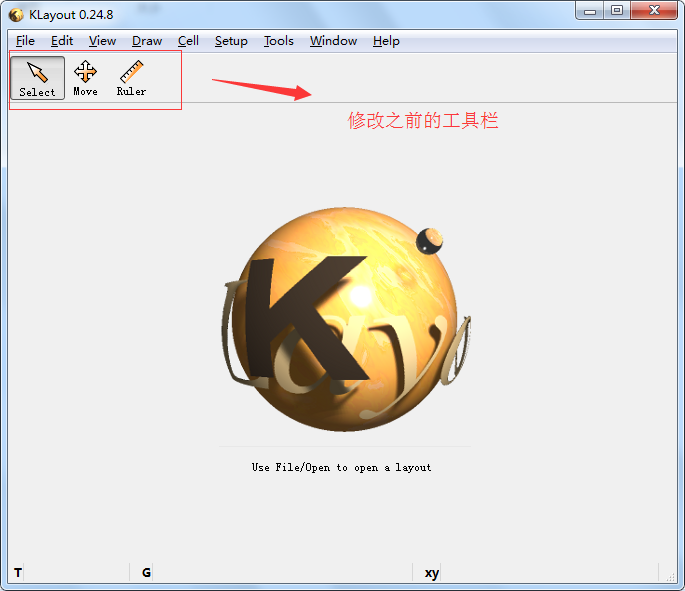 KLayout 0.24.8
File Edit View Draw Cell Setup Tools Window Help
Select Move Ruler
修改之前的工具栏
K
Layo
Use File/Open to open a layout
T G xy